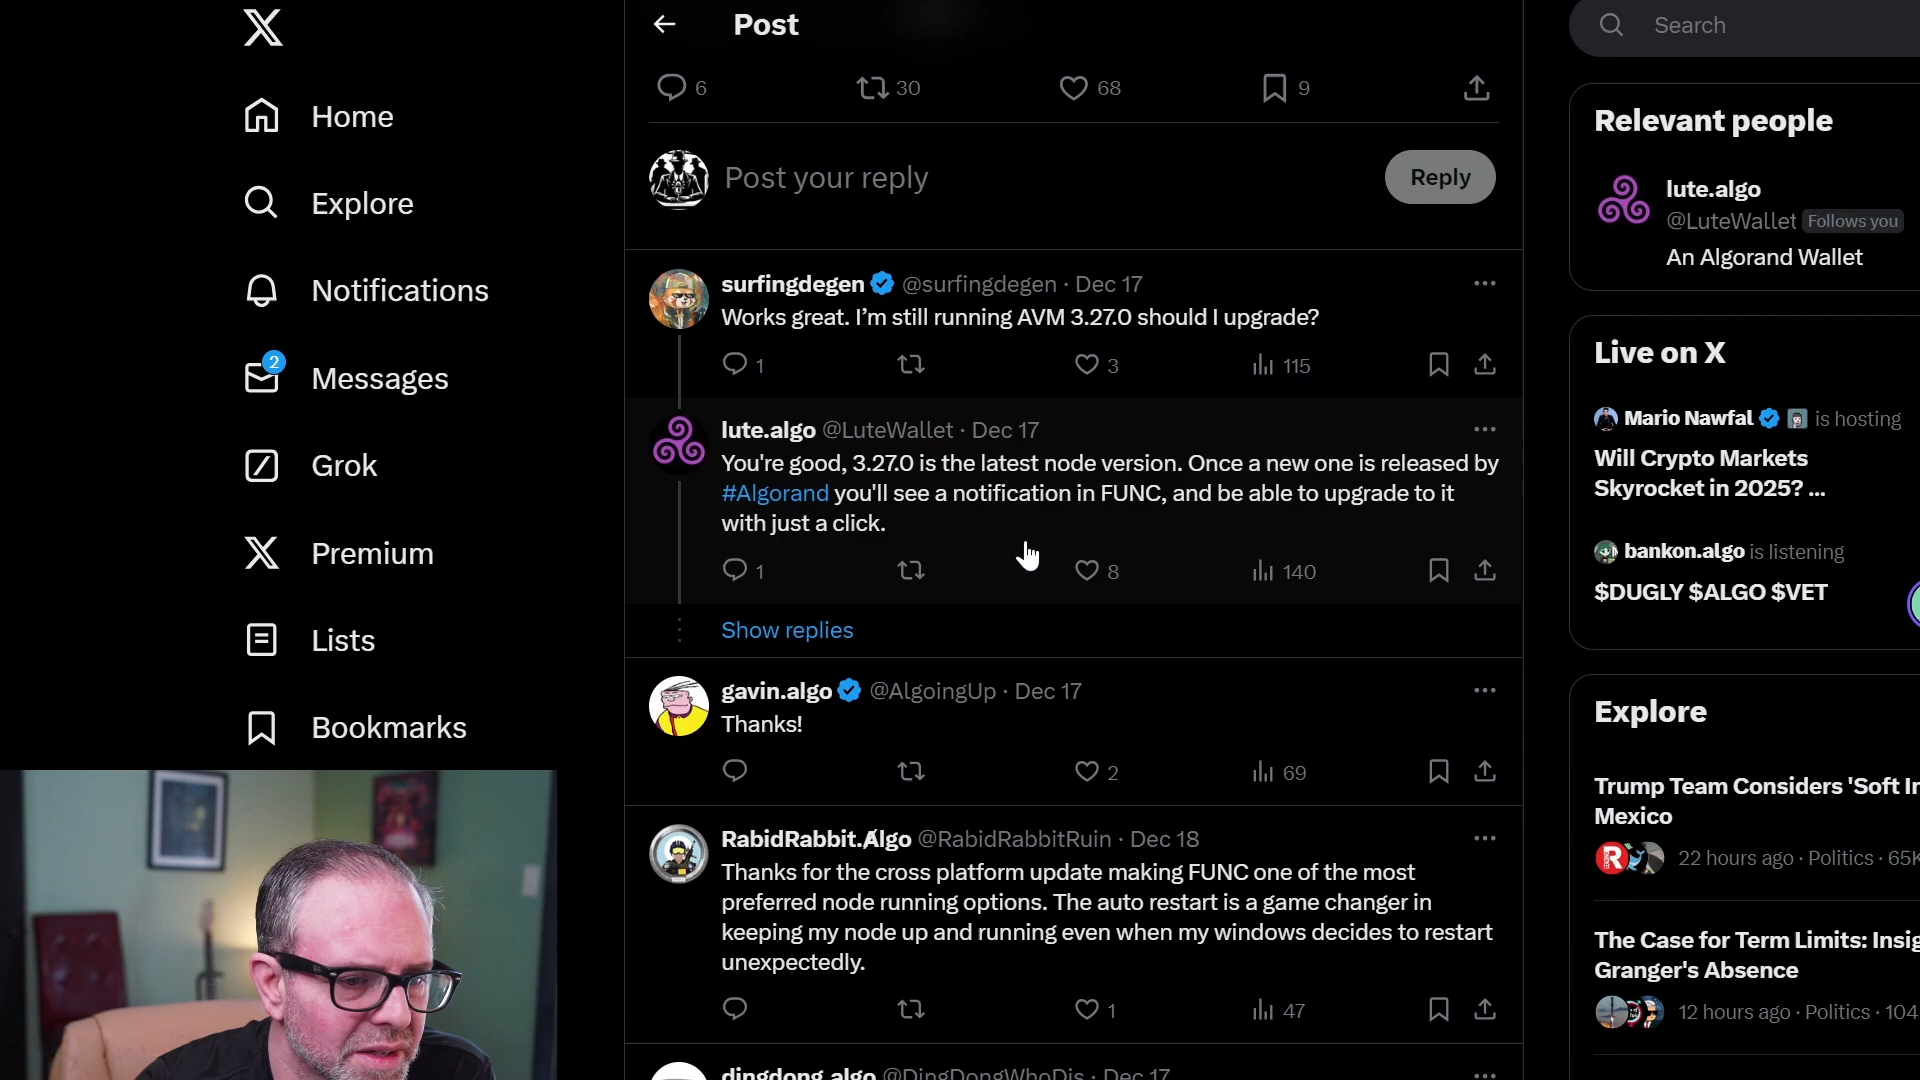 Post
Search
6
30
68
9
Home
Post your reply
Reply
Explore
Notifications
2
Messages
Grok
Premium
Lists
Bookmarks
surfingdegen @surfingdegen · Dec 17
Works great. I’m still running AVM 3.27.0 should I upgrade?
1
3
115
lute.algo @LuteWallet · Dec 17
You're good, 3.27.0 is the latest node version. Once a new one is released by
#Algorand you'll see a notification in FUNC, and be able to upgrade to it
with just a click.
1
8
140
Show replies
gavin.algo @AlgoingUp · Dec 17
Thanks!
2
69
RabidRabbit.Algo @RabidRabbitRuin · Dec 18
Thanks for the cross platform update making FUNC one of the most
preferred node running options. The auto restart is a game changer in
keeping my node up and running even when my windows decides to restart
unexpectedly.
1
47
dingdong.algo @DingDongWhoDis · Dec 17
Relevant people
lute.algo
@LuteWallet Follows you
An Algorand Wallet
Live on X
Mario Nawfal is hosting
Will Crypto Markets
Skyrocket in 2025? ...
bankon.algo is listening
$DUGLY $ALGO $VET
Explore
Trump Team Considers 'Soft
Mexico
22 hours ago · Politics · 65K
The Case for Term Limits:
Granger's Absence
12 hours ago · Politics · 104